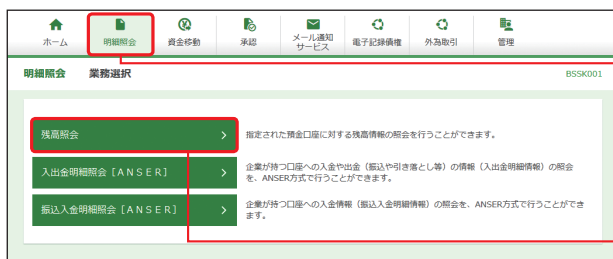 ホーム
明細照会
資金移動
承認
メール通知
サービス
電子記録債権
外為取引
管理
明細照会 業務選択 BSSK001
残高照会
指定された預金口座に対する残高情報の照会を行うことができます。
入出金明細照会［ＡＮＳＥＲ］
企業が持つ口座への入金や出金（振込や引き落とし等）の情報（入出金明細情報）の照会
を、ANSER方式で行うことができます。
振込入金明細照会［ＡＮＳＥＲ］
企業が持つ口座への入金情報（振込入金明細情報）の照会を、ANSER方式で行うことができ
ます。